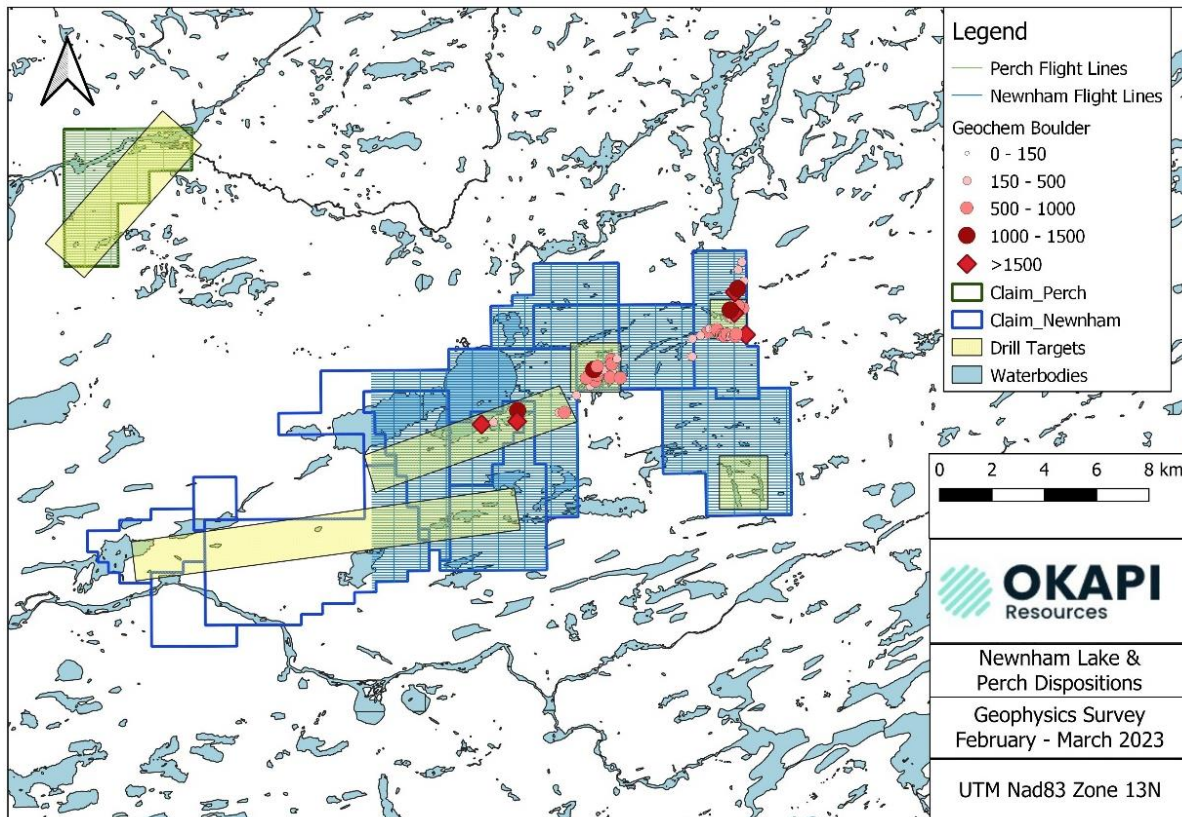 Legend
Perch Flight Lines
Newnham Flight Lines
Geochem Boulder
0 - 150
150 - 500
500 - 1000
1000 - 1500
>1500
Claim_Perch
Claim_Newnham
Drill Targets
Waterbodies
0 2 4 6 8 km
OKAPI
Resources
Newnham Lake &
Perch Dispositions
Geophysics Survey
February - March 2023
UTM Nad83 Zone 13N